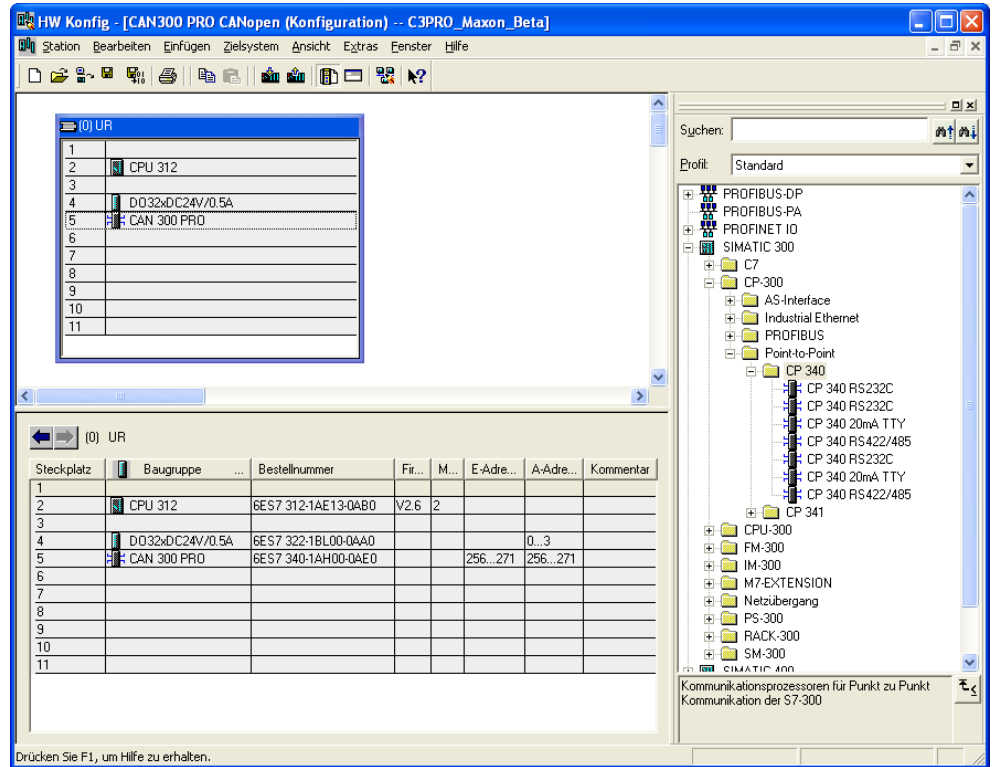 HW Konfig - [CAN300 PRO CANopen (Konfiguration) -- C3PRO_Maxon_Beta]
Station Bearbeiten Einfügen Zielsystem Ansicht Extras Fenster Hilfe
(0) UR
1
2 CPU 312
3
4 DO32xDC24V/0.5A
5 CAN 300 PRO
6
7
8
9
10
11
(0) UR
Steckplatz Baugruppe ... Bestellnummer Fir... M... E-Adre... A-Adre... Kommentar
1
2 CPU 312 6ES7 312-1AE13-0AB0 V2.6 2
3
4 DO32xDC24V/0.5A 6ES7 322-1BL00-0AA0 0...3
5 CAN 300 PRO 6ES7 340-1AH00-0AE0 256...271 256...271
6
7
8
9
10
11
Suchen:
Profil: Standard
PROFIBUS-DP
PROFIBUS-PA
PROFINET IO
SIMATIC 300
C7
CP-300
AS-Interface
Industrial Ethernet
PROFIBUS
Point-to-Point
CP 340
CP 340 RS232C
CP 340 RS232C
CP 340 20mA TTY
CP 340 RS422/485
CP 340 RS232C
CP 340 20mA TTY
CP 340 RS422/485
CP 341
CPU-300
FM-300
IM-300
M7-EXTENSION
Netzübergang
PS-300
RACK-300
SM-300
SIMATIC 400
Kommunikationsprozessoren für Punkt zu Punkt
Kommunikation der S7-300
Drücken Sie F1, um Hilfe zu erhalten.